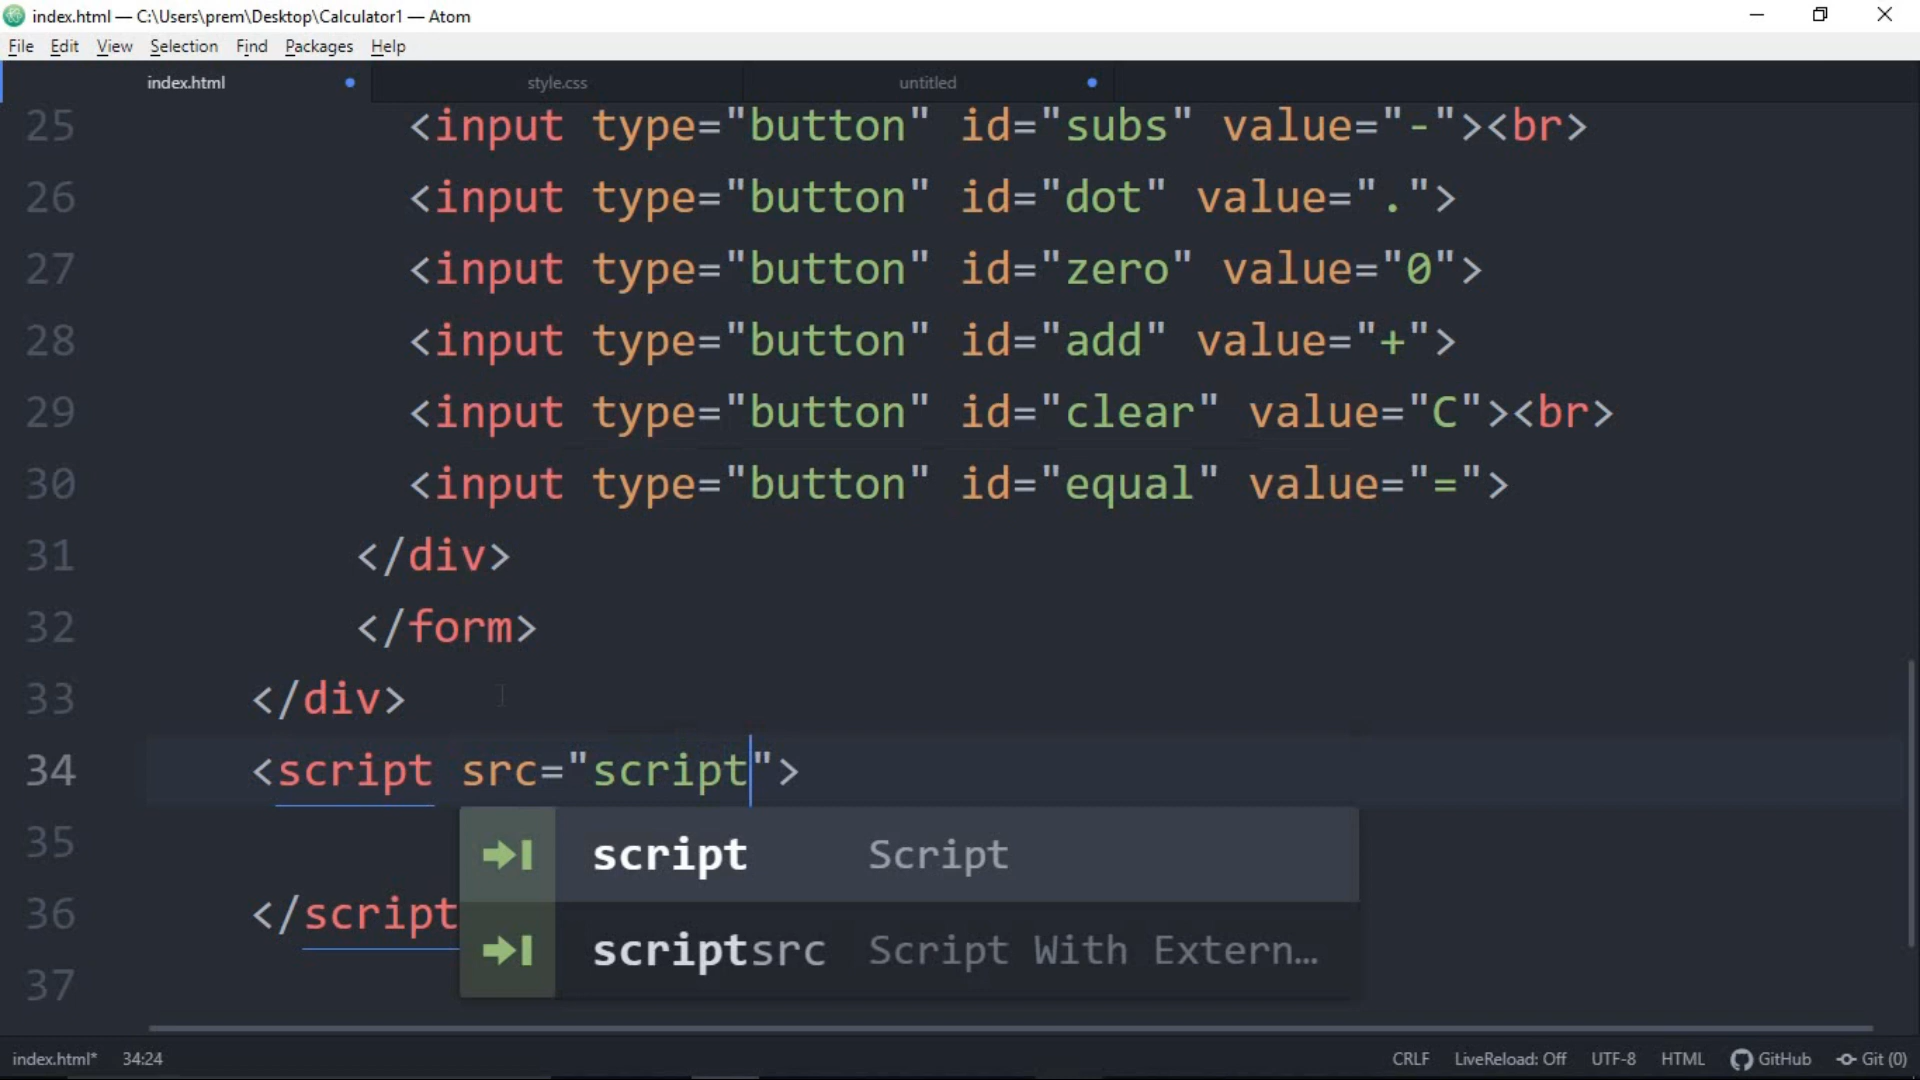 index.html — C:\Users\prem\Desktop\Calculator1 — Atom
File Edit View Selection Find Packages Help
index.html style.css untitled
25 <input type="button" id="subs" value="-"><br>
26 <input type="button" id="dot" value=".">
27 <input type="button" id="zero" value="0">
28 <input type="button" id="add" value="+">
29 <input type="button" id="clear" value="C"><br>
30 <input type="button" id="equal" value="=">
31 </div>
32 </form>
33 </div>
34 <script src="script">
script Script
35
36 </script
scriptsrc Script With Extern…
37
index.html* 34:24 CRLF LiveReload: Off UTF-8 HTML GitHub Git (0)